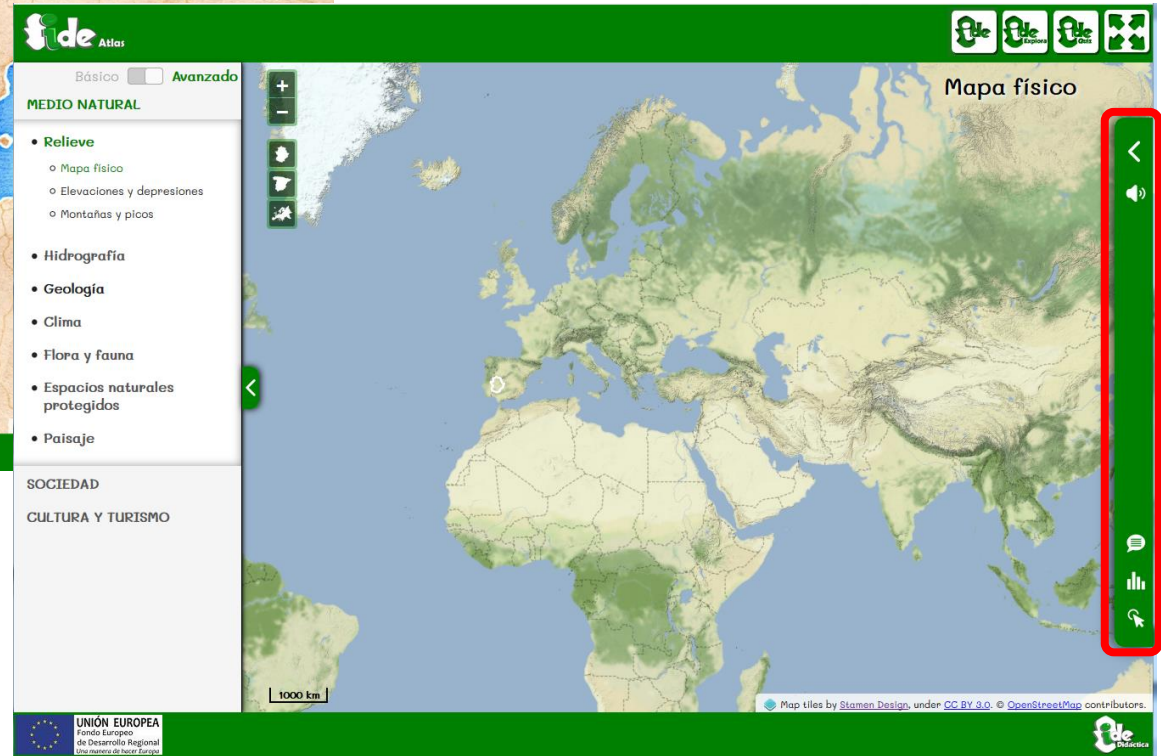 ide Atlas
ide
ide Explora
ide Quiz
Básico
Avanzado
MEDIO NATURAL
Relieve
Mapa físico
Elevaciones y depresiones
Montañas y picos
Hidrografía
Geología
Clima
Flora y fauna
Espacios naturales
protegidos
Paisaje
SOCIEDAD
CULTURA Y TURISMO
+
−
Mapa físico
1000 km
Map tiles by Stamen Design, under CC BY 3.0. © OpenStreetMap contributors.
UNIÓN EUROPEA
Fondo Europeo
de Desarrollo Regional
Una manera de hacer Europa
ide Didáctica